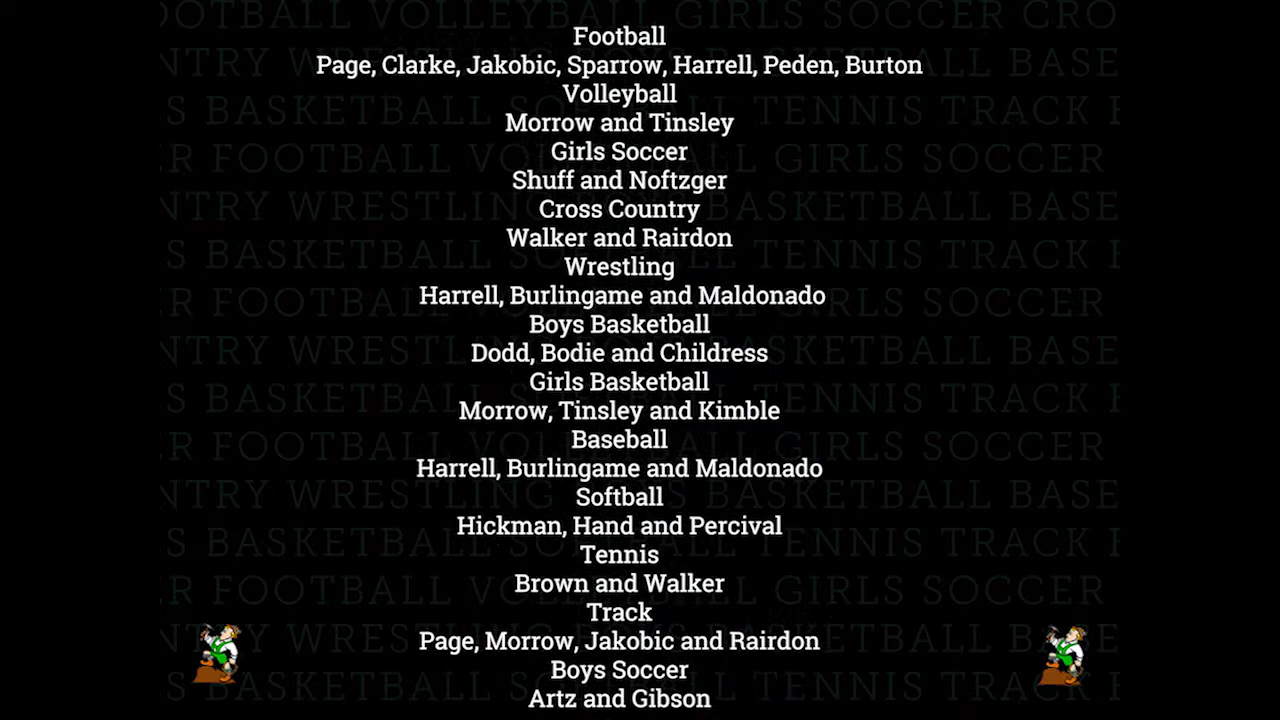 Football
Page, Clarke, Jakobic, Sparrow, Harrell, Peden, Burton
Volleyball
Morrow and Tinsley
Girls Soccer
Shuff and Noftzger
Cross Country
Walker and Rairdon
Wrestling
Harrell, Burlingame and Maldonado
Boys Basketball
Dodd, Bodie and Childress
Girls Basketball
Morrow, Tinsley and Kimble
Baseball
Harrell, Burlingame and Maldonado
Softball
Hickman, Hand and Percival
Tennis
Brown and Walker
Track
Page, Morrow, Jakobic and Rairdon
Boys Soccer
Artz and Gibson